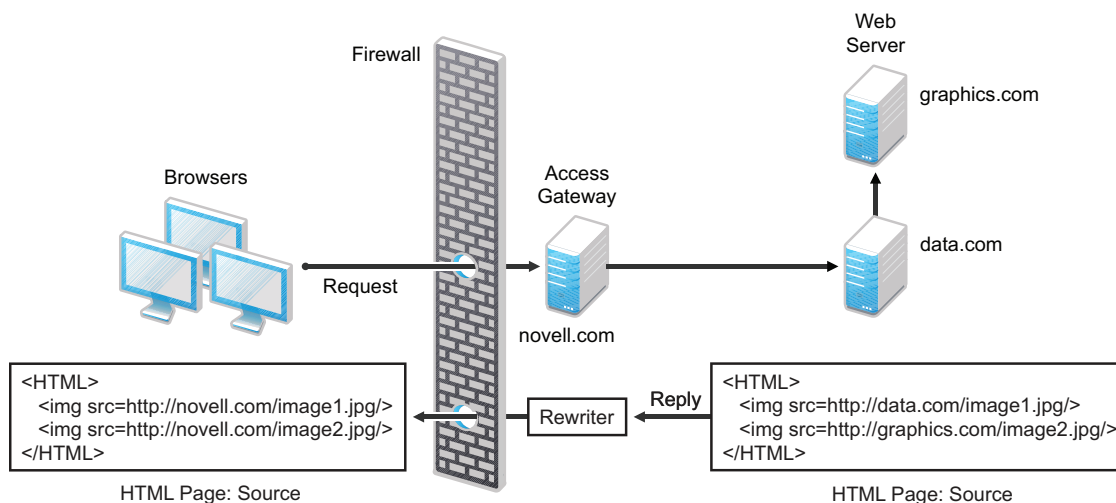 Web
Server
Firewall
graphics.com
Browsers
Access
Gateway
data.com
Request
novell.com
<HTML>
<img src=http://novell.com/image1.jpg/>
<img src=http://novell.com/image2.jpg/>
</HTML>
Rewriter
Reply
<HTML>
<img src=http://data.com/image1.jpg/>
<img src=http://graphics.com/image2.jpg/>
</HTML>
HTML Page: Source
HTML Page: Source